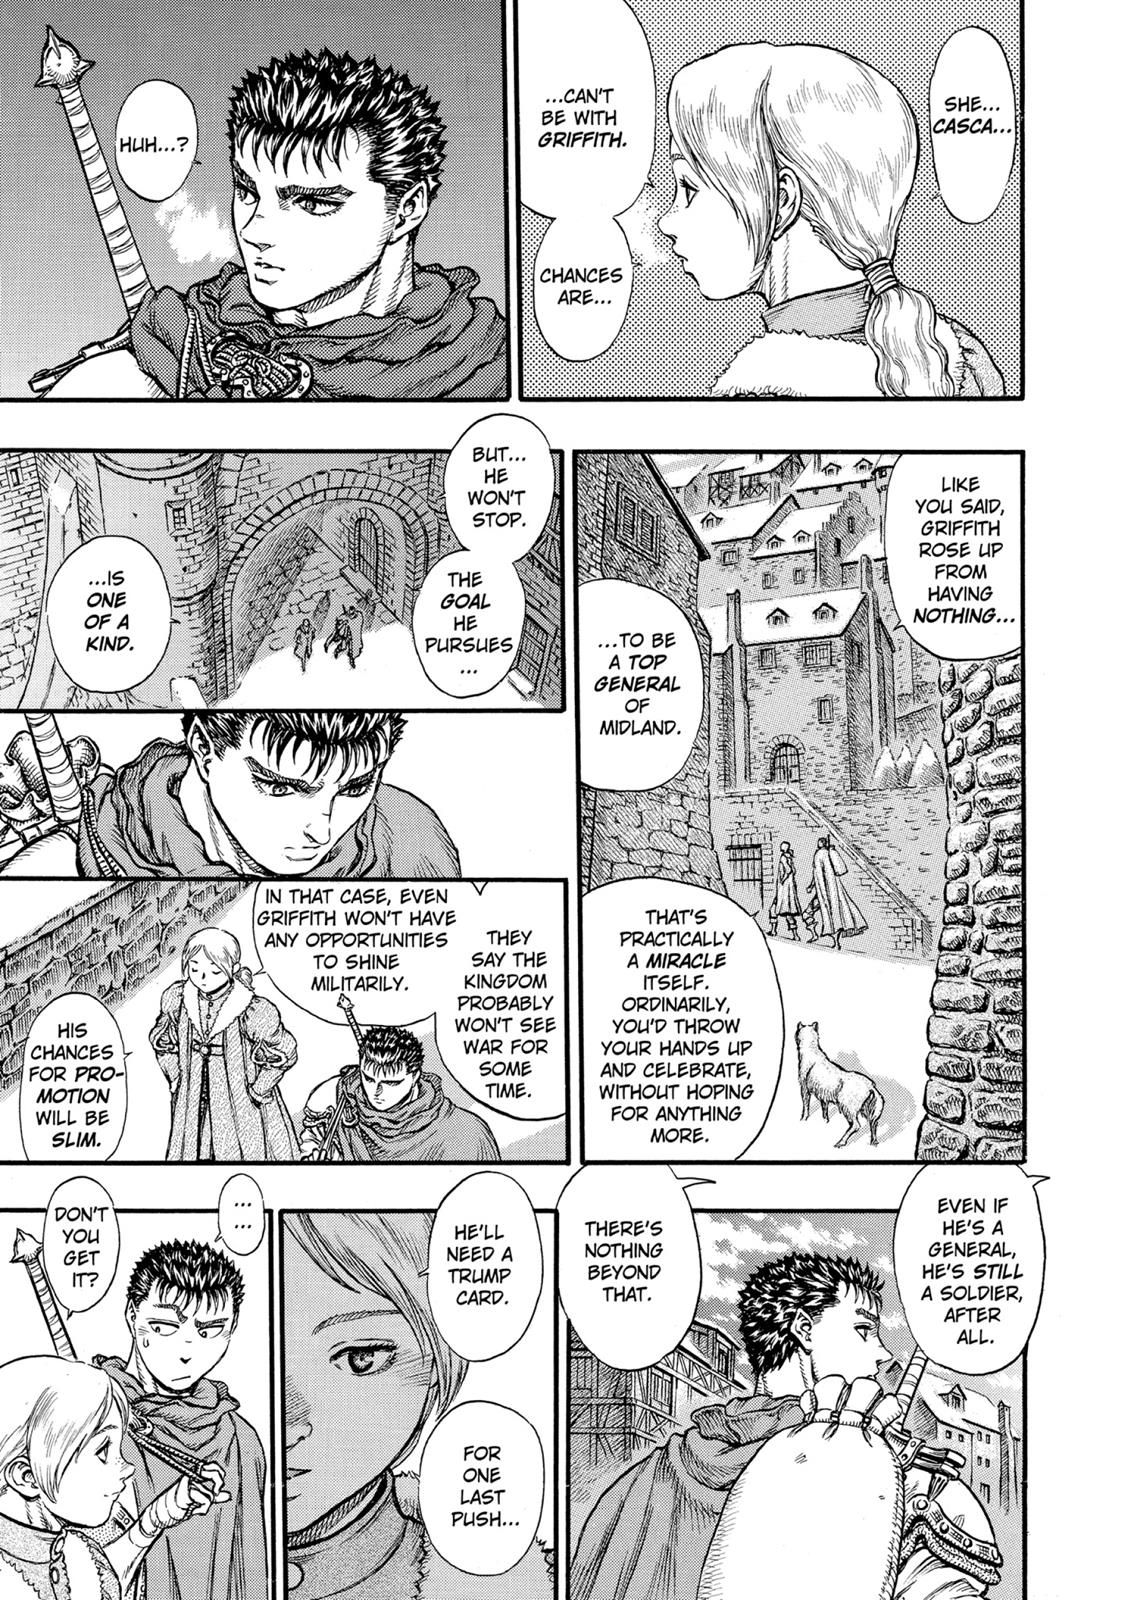 SHE...
CASCA...
...CAN'T
BE WITH
GRIFFITH.
CHANCES
ARE...
HUH...?
LIKE
YOU SAID,
GRIFFITH
ROSE UP
FROM
HAVING
NOTHING...
...TO BE
A TOP
GENERAL
OF
MIDLAND.
THAT'S
PRACTICALLY
A MIRACLE
ITSELF.
ORDINARILY,
YOU'D THROW
YOUR HANDS UP
AND CELEBRATE,
WITHOUT HOPING
FOR ANYTHING
MORE.
BUT...
HE
WON'T
STOP.
THE
GOAL
HE
PURSUES
...
...IS
ONE
OF A
KIND.
THEY
SAY THE
KINGDOM
PROBABLY
WON'T SEE
WAR FOR
SOME
TIME.
IN THAT CASE, EVEN
GRIFFITH WON'T HAVE
ANY OPPORTUNITIES
TO SHINE
MILITARILY.
HIS
CHANCES
FOR PRO-
MOTION
WILL BE
SLIM.
EVEN IF
HE'S A
GENERAL,
HE'S STILL
A SOLDIER,
AFTER
ALL.
THERE'S
NOTHING
BEYOND
THAT.
HE'LL
NEED A
TRUMP
CARD.
FOR
ONE
LAST
PUSH...
...
...
DON'T
YOU
GET
IT?